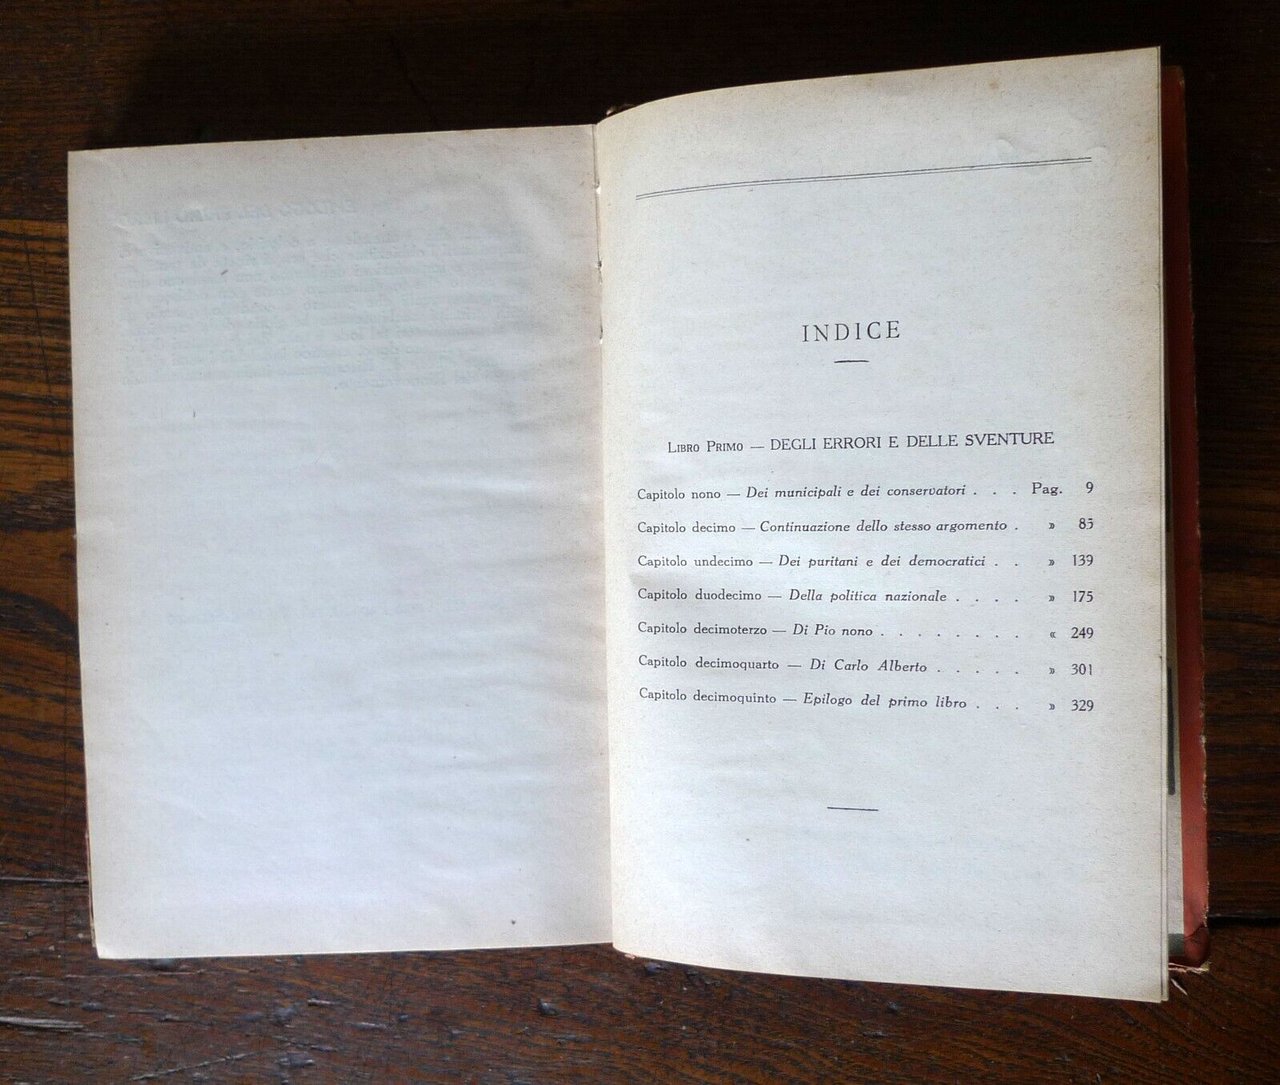 INDICE
Libro Primo — DEGLI ERRORI E DELLE SVENTURE
Capitolo nono — Dei municipali e dei conservatori . . . Pag. 9
Capitolo decimo — Continuazione dello stesso argomento . » 85
Capitolo undecimo — Dei puritani e dei democratici . . » 139
Capitolo duodecimo — Della politica nazionale . . . . » 175
Capitolo decimoterzo — Di Pio nono . . . . . . . . « 249
Capitolo decimoquarto — Di Carlo Alberto . . . . . » 301
Capitolo decimoquinto — Epilogo del primo libro . . . » 329